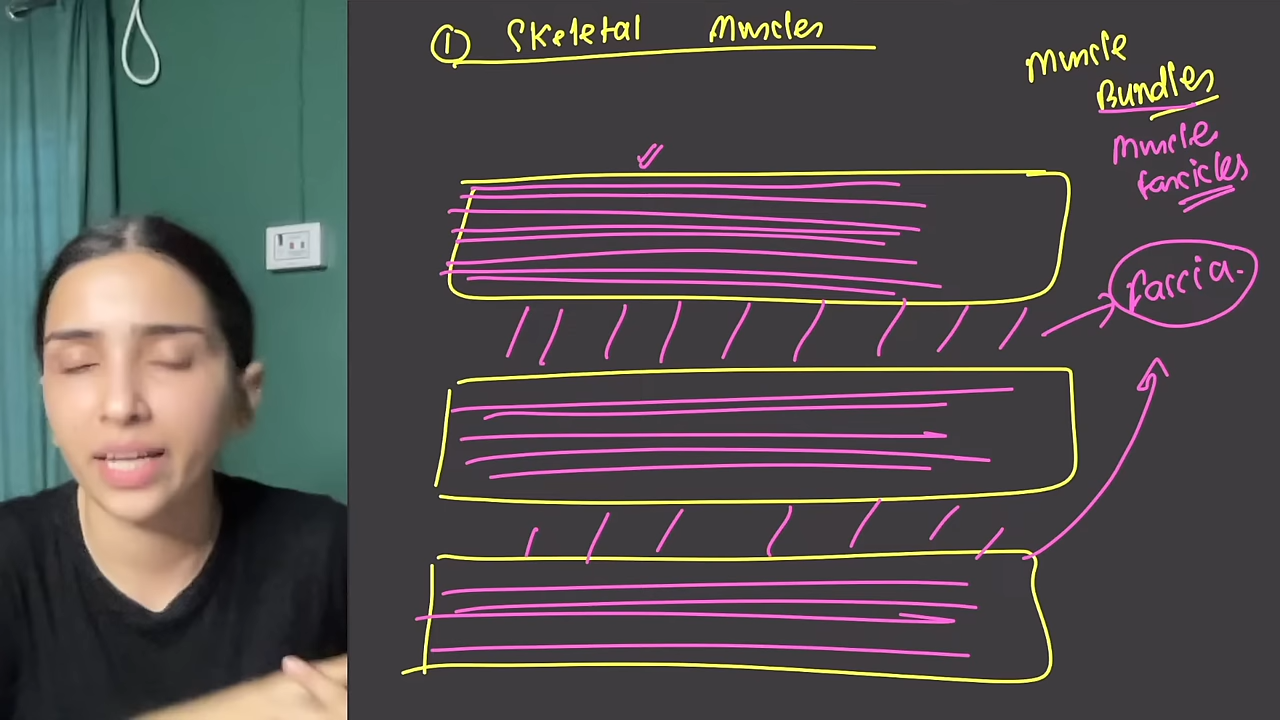 ① Skeletal Muscles
Muscle
Bundles
Muscle
fascicles
fascia.